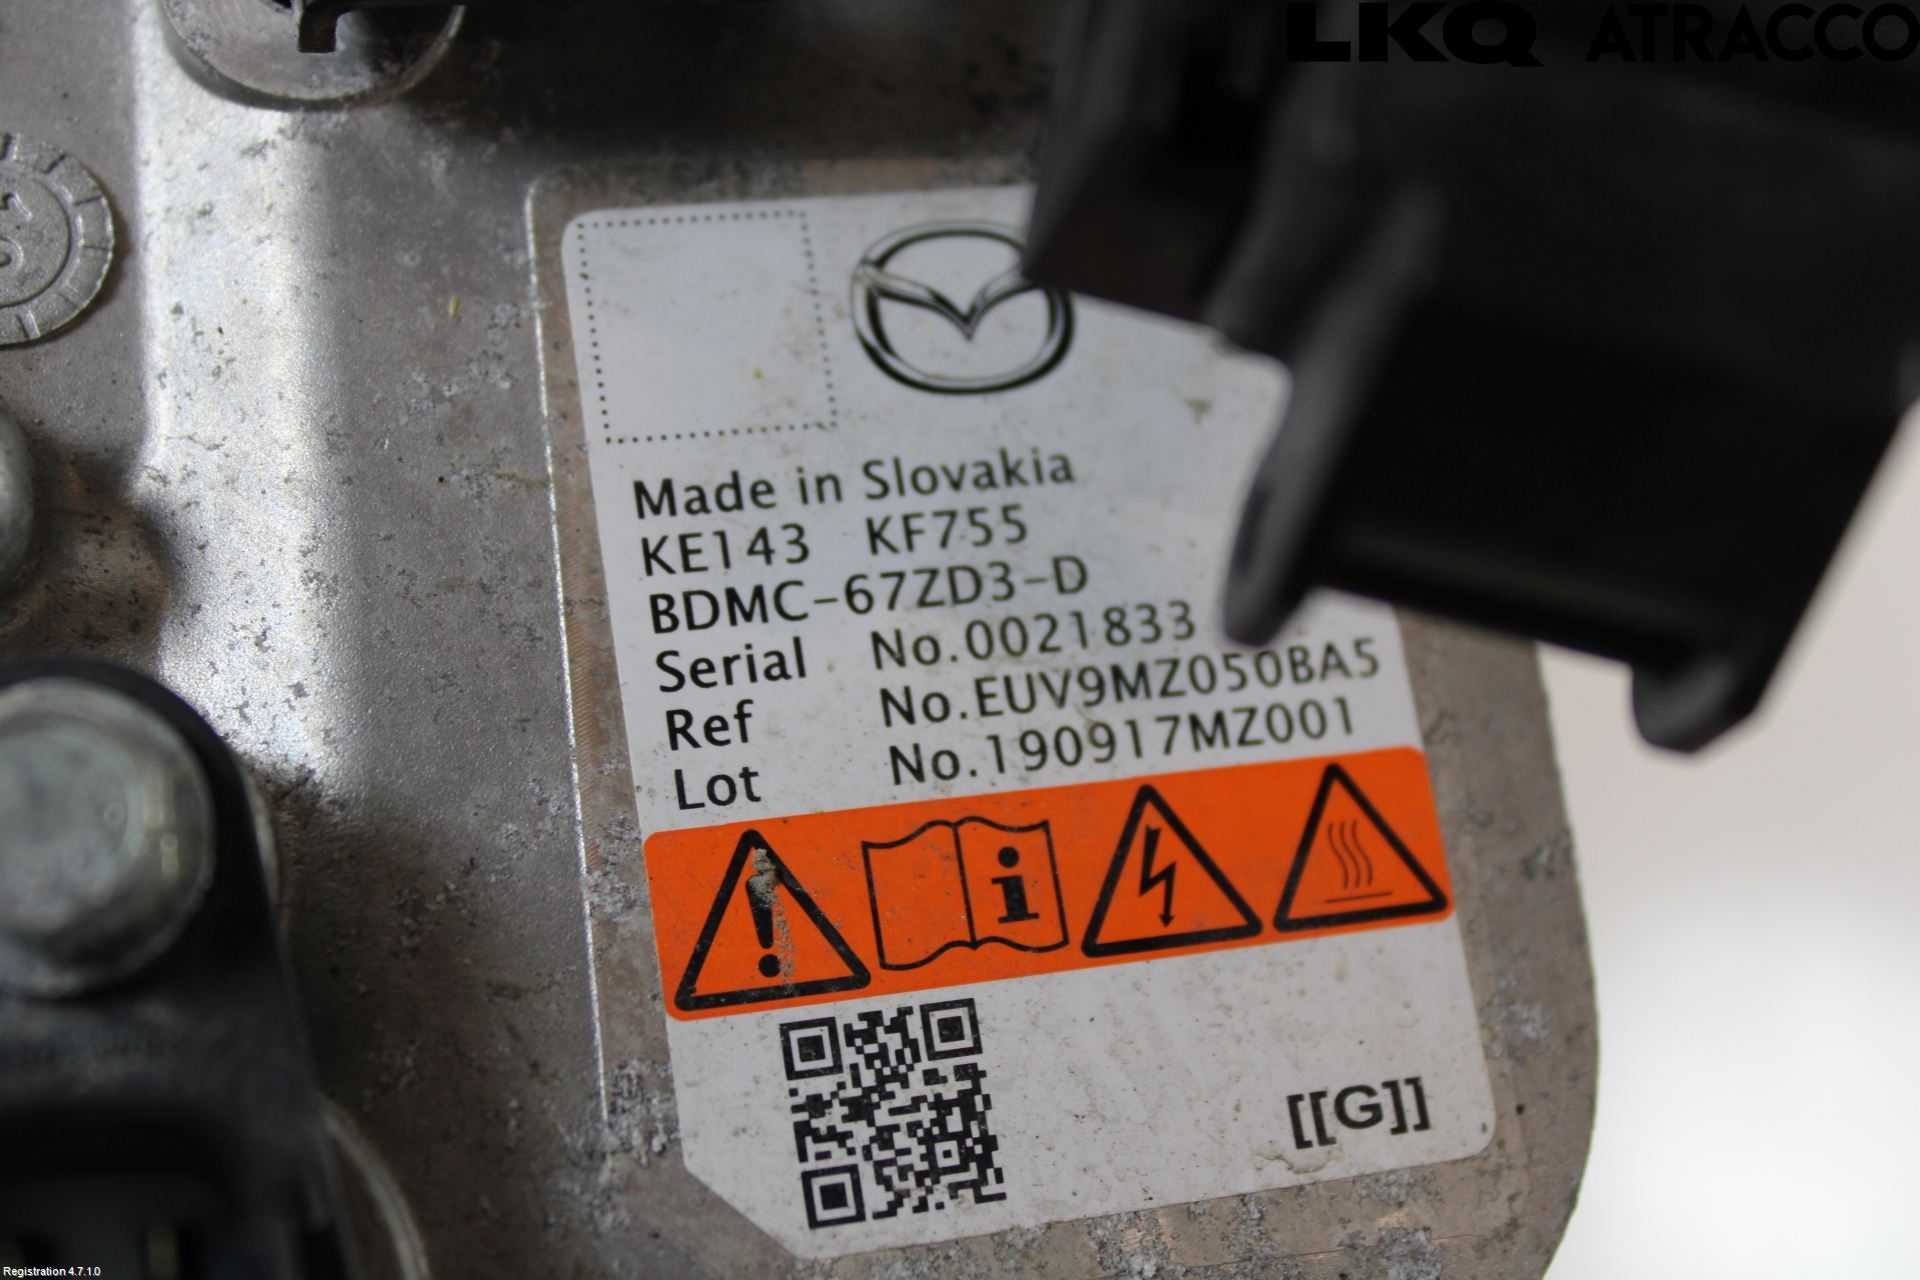 LKQ ATRACCO
Made in Slovakia
KE143 KF755
BDMC-67ZD3-D
Serial No.0021833
Ref No.EUV9MZ050BA5
Lot No.190917MZ001
[[G]]
Registration 4.7.1.0